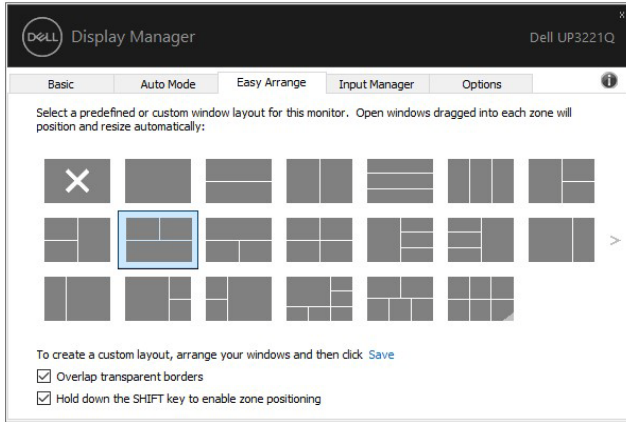 x
DELL Display Manager Dell UP3221Q
Basic Auto Mode Easy Arrange Input Manager Options i
Select a predefined or custom window layout for this monitor. Open windows dragged into each zone will
position and resize automatically:
>
To create a custom layout, arrange your windows and then click Save
Overlap transparent borders
Hold down the SHIFT key to enable zone positioning